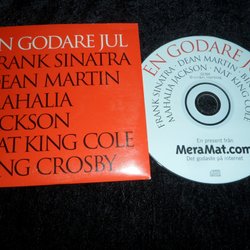 EN GODARE JUL
FRANK SINATRA
DEAN MARTIN
MAHALIA
JACKSON
NAT KING COLE
BING CROSBY
EN GODARE JUL
FRANK SINATRA · DEAN MARTIN
MAHALIA JACKSON · NAT KING COLE
En present från
MeraMat.com
Det godaste på internet